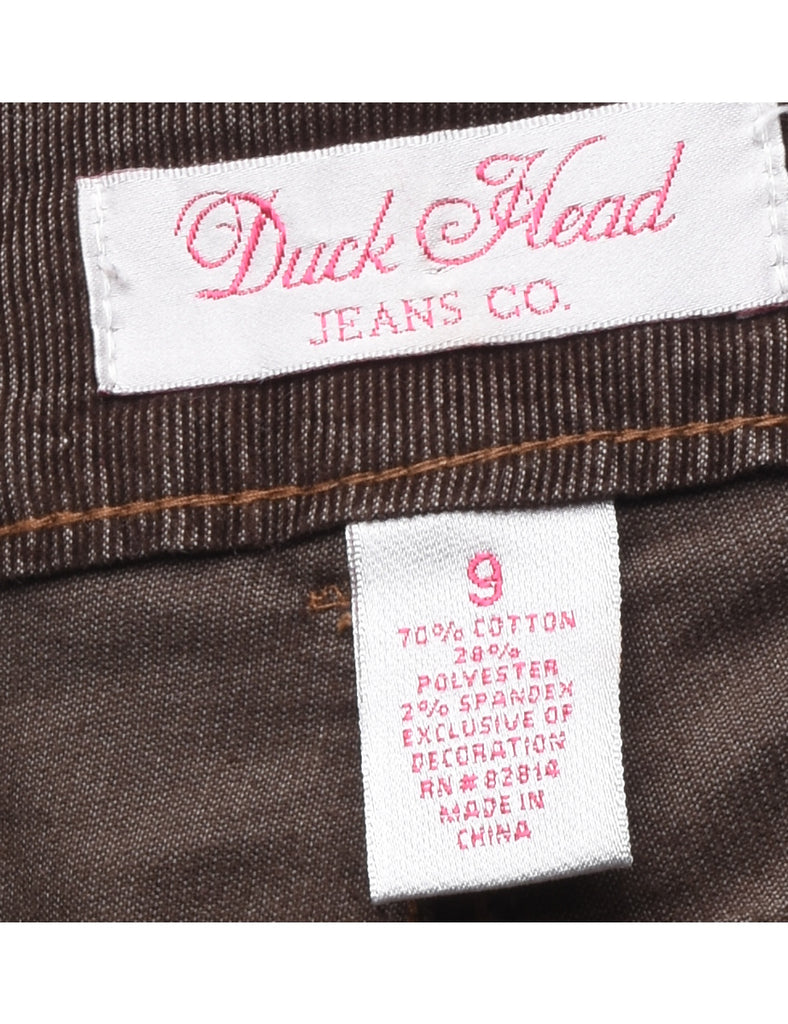 Duck Head
JEANS CO.
9
70% COTTON
28%
POLYESTER
2% SPANDEX
EXCLUSIVE OF
DECORATION
RN # 82814
MADE IN
CHINA